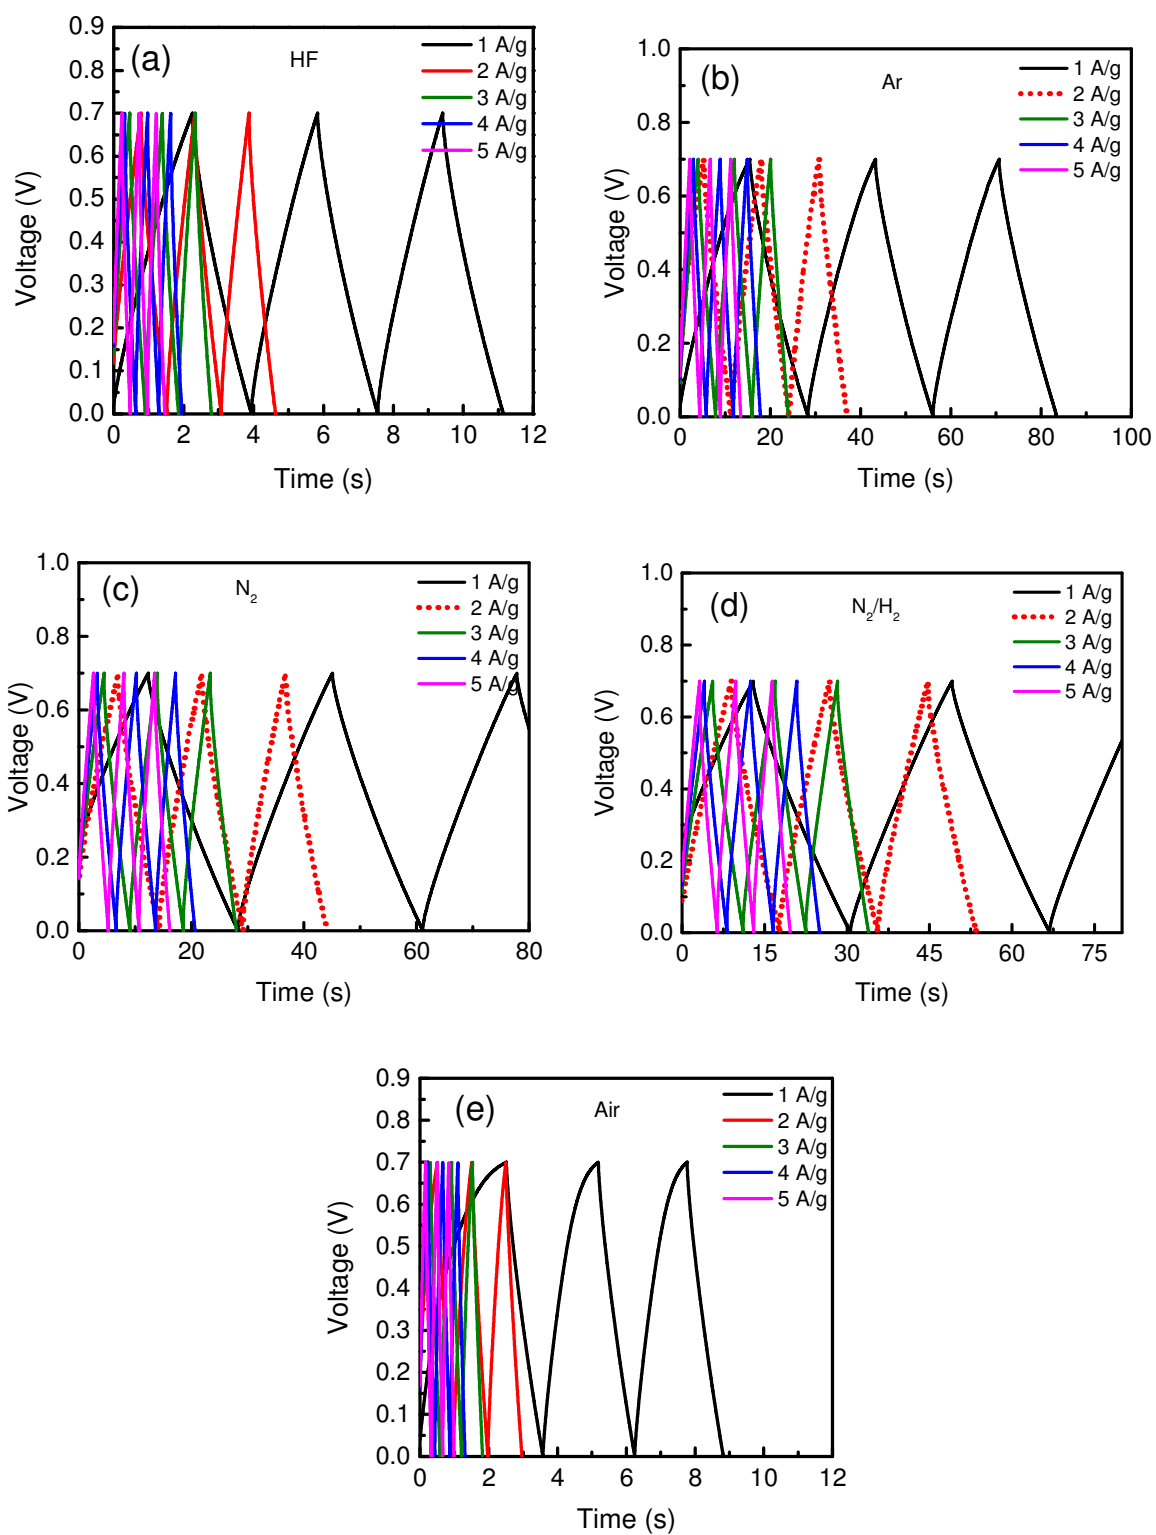 (a)
HF
1 A/g
2 A/g
3 A/g
4 A/g
5 A/g
0.9
0.8
0.7
0.6
0.5
0.4
0.3
0.2
0.1
0.0
Voltage (V)
0 2 4 6 8 10 12
Time (s)
(b)
Ar
1 A/g
2 A/g
3 A/g
4 A/g
5 A/g
1.0
0.8
0.6
0.4
0.2
0.0
Voltage (V)
0 20 40 60 80 100
Time (s)
(c)
N2
1 A/g
2 A/g
3 A/g
4 A/g
5 A/g
1.0
0.8
0.6
0.4
0.2
0.0
Voltage (V)
0 20 40 60 80
Time (s)
(d)
N2/H2
1 A/g
2 A/g
3 A/g
4 A/g
5 A/g
1.0
0.8
0.6
0.4
0.2
0.0
Voltage (V)
0 15 30 45 60 75
Time (s)
(e)
Air
1 A/g
2 A/g
3 A/g
4 A/g
5 A/g
0.9
0.8
0.7
0.6
0.5
0.4
0.3
0.2
0.1
0.0
Voltage (V)
0 2 4 6 8 10 12
Time (s)